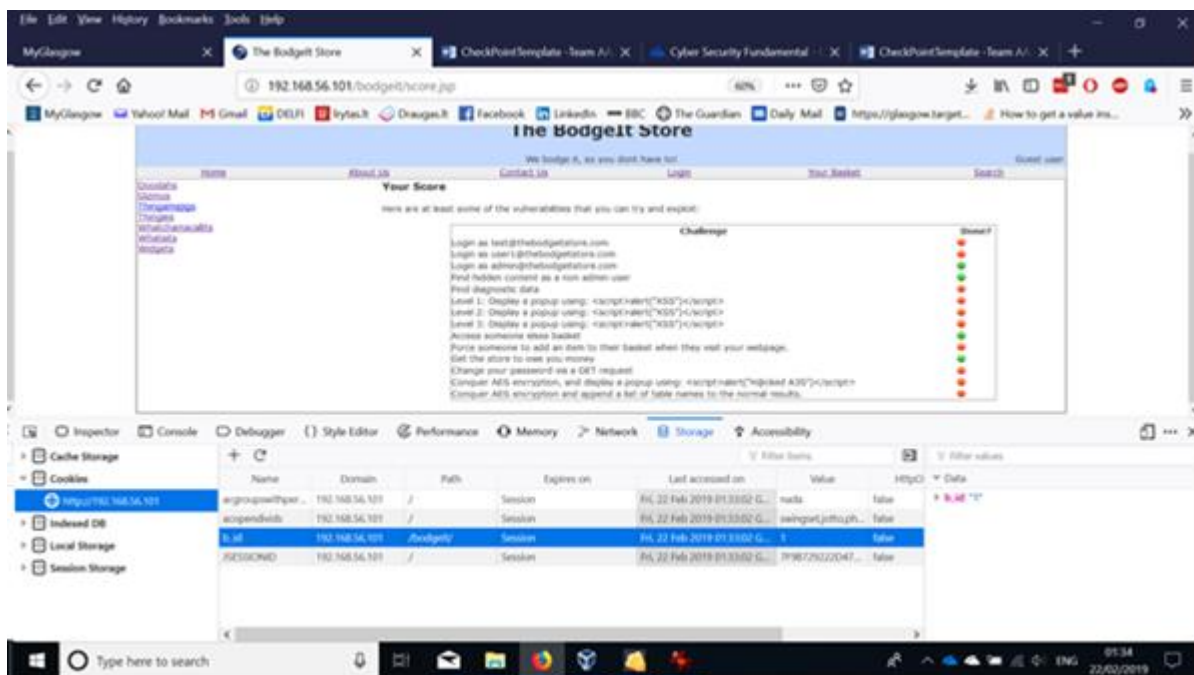 File Edit View History Bookmarks Tools Help
MyGlasgow The BodgeIt Store CheckPointTemplate -Team Cyber Security Fundamental CheckPointTemplate -Team
192.168.56.101/bodgeit/score.jsp 60%
MyGlasgow Yahoo! Mail Gmail DELFI lrytas.lt Draugas.lt Facebook LinkedIn BBC The Guardian Daily Mail https://glasgow.target... How to get a value ins...
The BodgeIt Store
We bodge it, so you dont have to!
Guest user
Home About Us Contact Us Login Your Basket Search
Doodahs
Gizmos
Thingamajigs
Thingies
Whatchamacallits
Whatsits
Widgets
Your Score
Here are at least some of the vulnerabilities that you can try and exploit:
Challenge Done?
Login as test@thebodgeitstore.com
Login as user1@thebodgeitstore.com
Login as admin@thebodgeitstore.com
Find hidden content as a non admin user
Find diagnostic data
Level 1: Display a popup using: <script>alert("XSS")</script>
Level 2: Display a popup using: <script>alert("XSS")</script>
Level 3: Display a popup using: <script>alert("XSS")</script>
Access someone elses basket
Force someone to add an item to their basket when they visit your webpage.
Get the store to owe you money
Change your password via a GET request
Conquer AES encryption, and display a popup using: <script>alert("H@cked A3S")</script>
Conquer AES encryption and append a list of table names to the normal results.
Inspector Console Debugger {} Style Editor Performance Memory Network Storage Accessibility
Cache Storage
Cookies
http://192.168.56.101
Indexed DB
Local Storage
Session Storage
Filter items
Filter values
Name Domain Path Expires on Last accessed on Value HttpO
acgroupswithper... 192.168.56.101 / Session Fri, 22 Feb 2019 01:33:02 G... nada false
acopendivids 192.168.56.101 / Session Fri, 22 Feb 2019 01:33:02 G... swingset,jotto,ph... false
b_id 192.168.56.101 /bodgeit/ Session Fri, 22 Feb 2019 01:33:02 G... 1 false
JSESSIONID 192.168.56.101 / Session Fri, 22 Feb 2019 01:33:02 G... 7F98729222D47... false
Data
b_id: "1"
Type here to search
ENG
01:34
22/02/2019